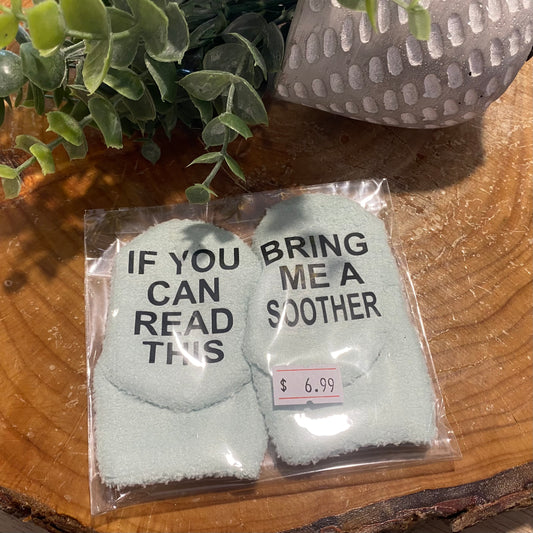 IF YOU
CAN
READ
THIS
BRING
ME A
SOOTHER
$ 6.99